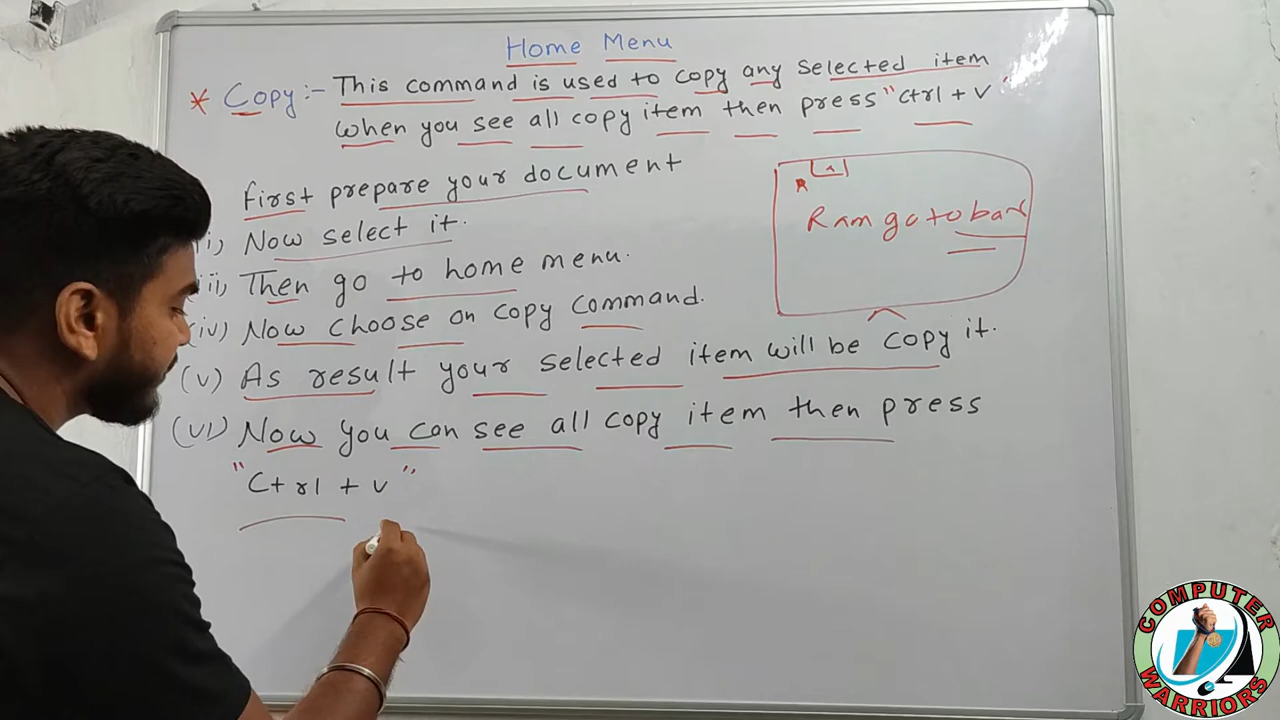 Home Menu
* Copy:- This command is used to copy any selected item
when you see all copy item then press "Ctrl + V"
First prepare your document
Now select it.
Then go to home menu.
(iv) Now choose on copy command.
(v) As result your selected item will be copy it.
(vi) Now you can see all copy item then press
"Ctrl + V"
Ram go to
COMPUTER
WARRIORS